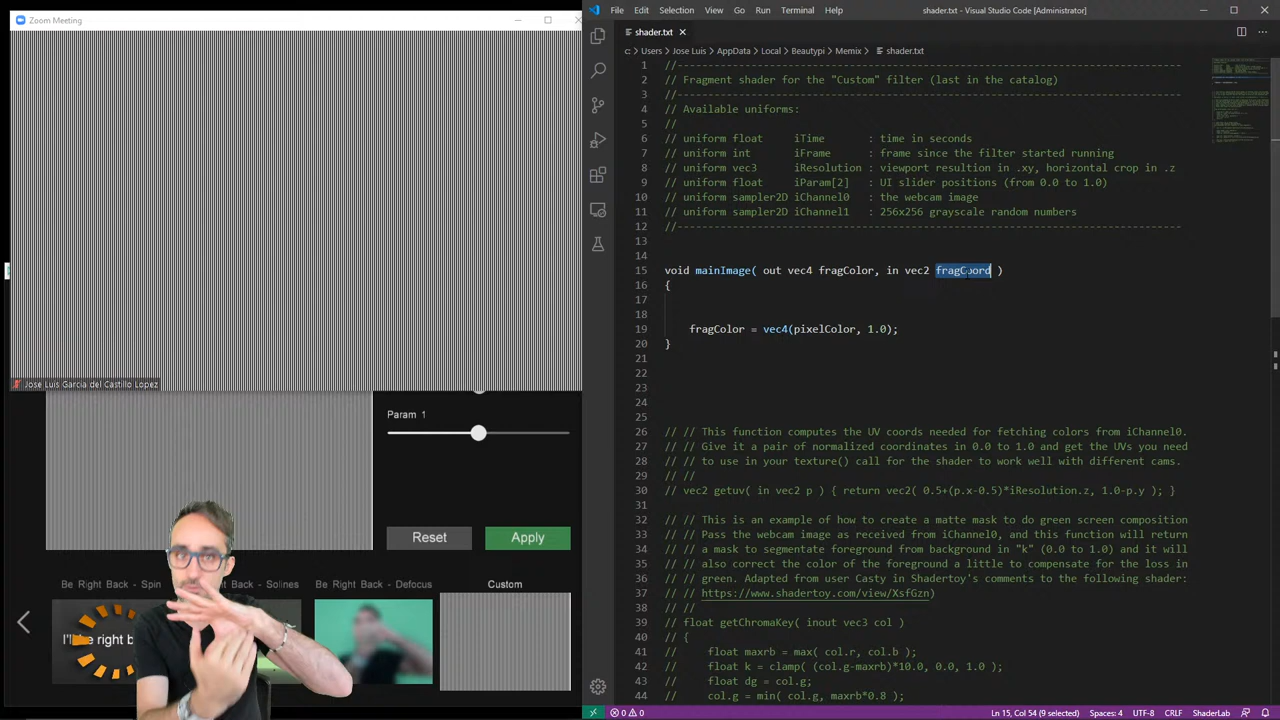 Zoom Meeting
Jose Luis Garcia del Castillo Lopez
Param 1
Reset
Apply
Be Right Back - Spin
t Back - Solines
Be Right Back - Defocus
Custom
I'll be right b
File Edit Selection View Go Run Terminal Help
shader.txt - Visual Studio Code [Administrator]
shader.txt
c: > Users > Jose Luis > AppData > Local > Beautypi > Memix > shader.txt
1 //---------------------------------------------------------------------------------
2 // Fragment shader for the "Custom" filter (last in the catalog)
3 //
4 // Available uniforms:
5 //
6 // uniform float     iTime       : time in seconds
7 // uniform int       iFrame      : frame since the filter started running
8 // uniform vec3      iResolution : viewport resultion in .xy, horizontal crop in .z
9 // uniform float     iParam[2]   : UI slider positions (from 0.0 to 1.0)
10 // uniform sampler2D iChannel0   : the webcam image
11 // uniform sampler2D iChannel1   : 256x256 grayscale random numbers
12 //---------------------------------------------------------------------------------
13
14
15 void mainImage( out vec4 fragColor, in vec2 fragCoord )
16 {
17
18
19     fragColor = vec4(pixelColor, 1.0);
20 }
21
22
23
24
25
26 // // This function computes the UV coords needed for fetching colors from iChannel0.
27 // // Give it a pair of normalized coordinates in 0.0 to 1.0 and get the UVs you need
28 // // to use in your texture() call for the shader to work well with different cams.
29 // //
30 // vec2 getuv( in vec2 p ) { return vec2( 0.5+(p.x-0.5)*iResolution.z, 1.0-p.y ); }
31
32 // // This is an example of how to create a matte mask to do green screen composition
33 // // Pass the webcam image as received from iChannel0, and this function will return
34 // // a mask to segmentate foreground from background in "k" (0.0 to 1.0) and it will
35 // // also correct the color of the foreground a little to compensate for the loss in
36 // // green. Adapted from user Casty in Shadertoy's comments to the following shader:
37 // // https://www.shadertoy.com/view/XsfGzn)
38 // //
39 // float getChromaKey( inout vec3 col )
40 // {
41 //     float maxrb = max( col.r, col.b );
42 //     float k = clamp( (col.g-maxrb)*10.0, 0.0, 1.0 );
43 //     float dg = col.g;
44 //     col.g = min( col.g, maxrb*0.8 );
0 0
Ln 15, Col 54 (9 selected)
Spaces: 4
UTF-8
CRLF
ShaderLab